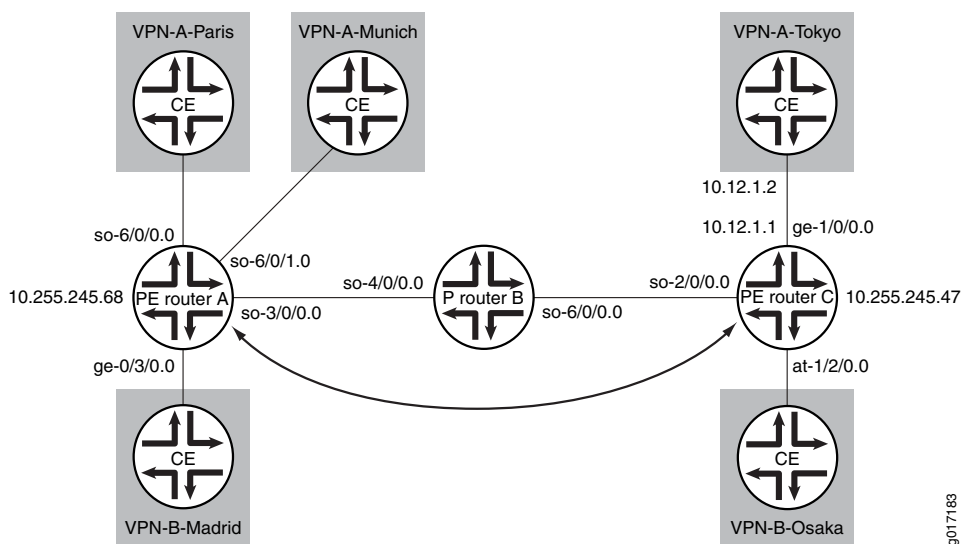 VPN-A-Paris
VPN-A-Munich
VPN-A-Tokyo
CE
CE
CE
10.12.1.2
10.12.1.1
ge-1/0/0.0
so-6/0/0.0
so-6/0/1.0
so-4/0/0.0
so-2/0/0.0
10.255.245.68
PE router A
P router B
PE router C
10.255.245.47
so-3/0/0.0
so-6/0/0.0
ge-0/3/0.0
at-1/2/0.0
CE
CE
VPN-B-Madrid
VPN-B-Osaka
g017183